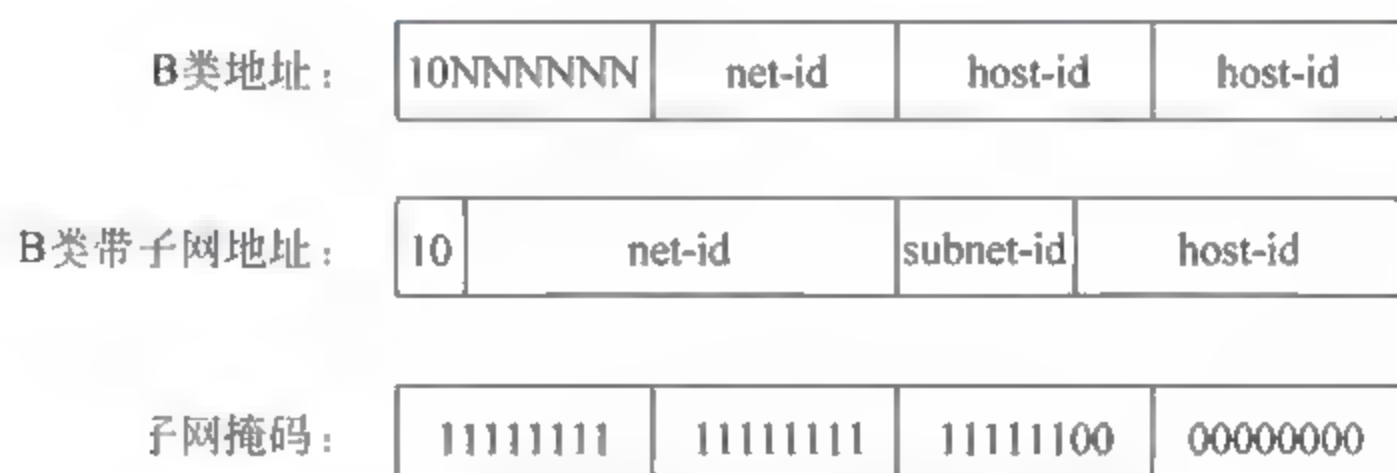 B类地址： 10NNNNNN net-id host-id host-id
B类带子网地址： 10 net-id subnet-id host-id
子网掩码： 11111111 11111111 11111100 00000000